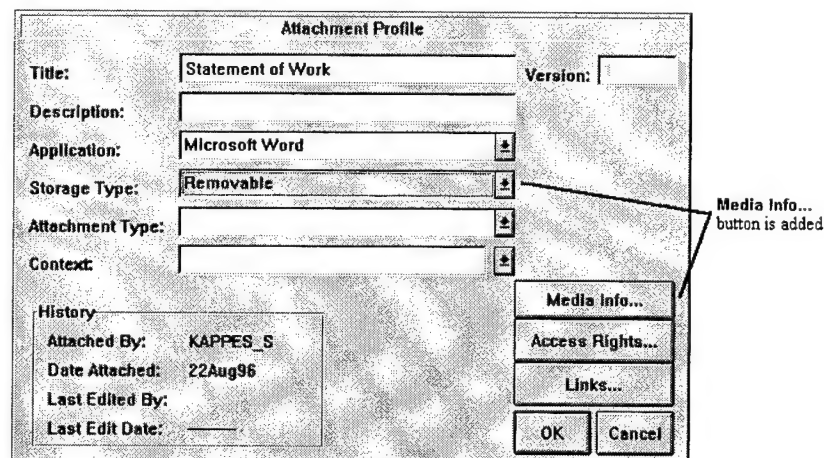 Attachment Profile
Title: Statement of Work Version:
Description:
Application: Microsoft Word
Storage Type: Removable
Attachment Type:
Context:
Media Info...
button is added
Media Info...
History
Attached By: KAPPES_S
Access Rights...
Date Attached: 22Aug96
Links...
Last Edited By:
Last Edit Date:
OK Cancel